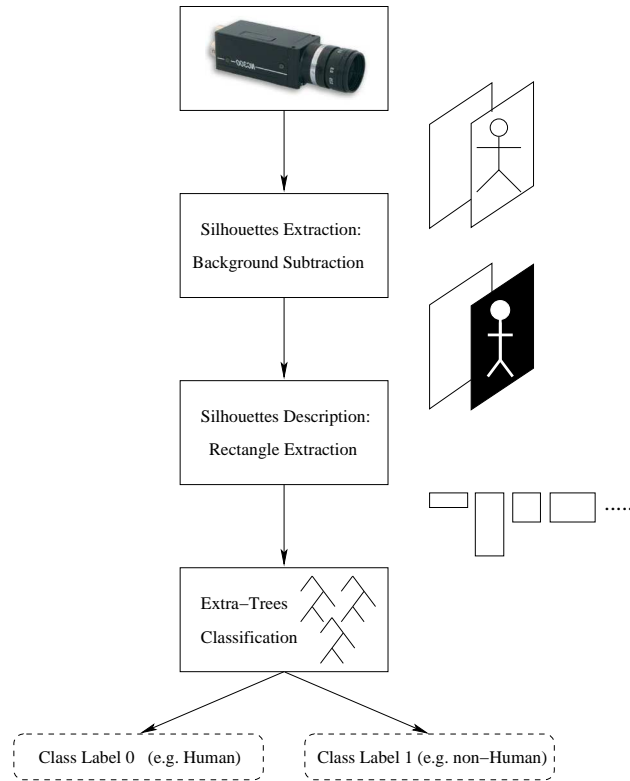 Silhouettes Extraction:
Background Subtraction
Silhouettes Description:
Rectangle Extraction
.....
Extra−Trees
Classification
Class Label 0 (e.g. Human)
Class Label 1 (e.g. non−Human)